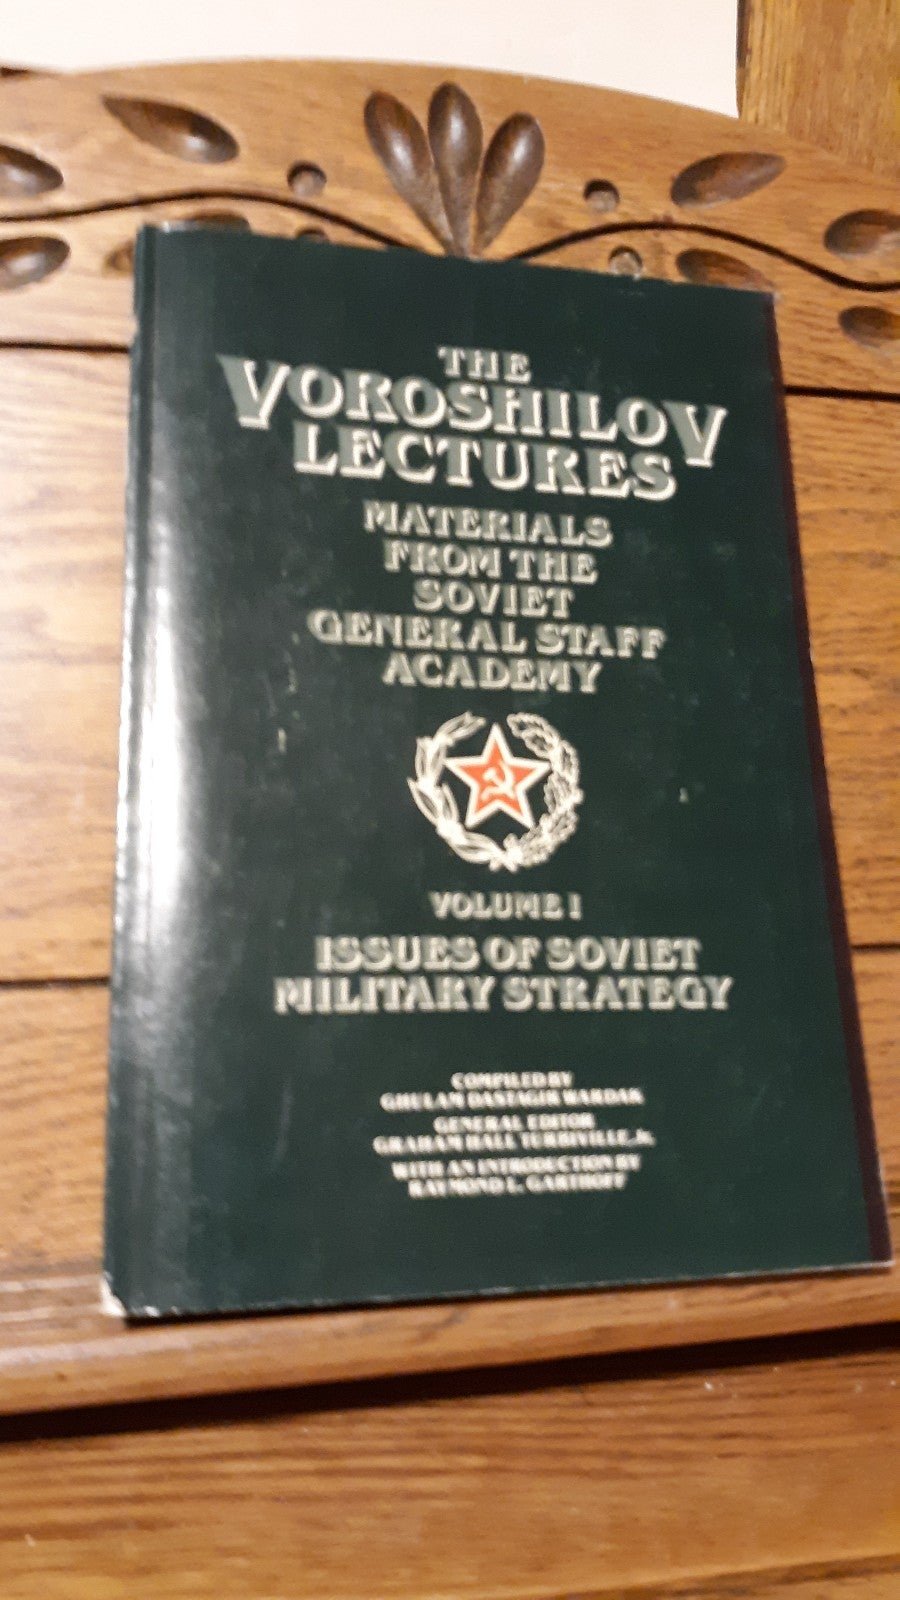 THE
VOROSHILOV
LECTURES
MATERIALS
FROM THE
SOVIET
GENERAL STAFF
ACADEMY
VOLUME I
ISSUES OF SOVIET
MILITARY STRATEGY
COMPILED BY
GHULAM DASTAGIR WARDAK
GENERAL EDITOR
GRAHAM HALL TURBIVILLE, Jr.
WITH AN INTRODUCTION BY
RAYMOND L. GARTHOFF